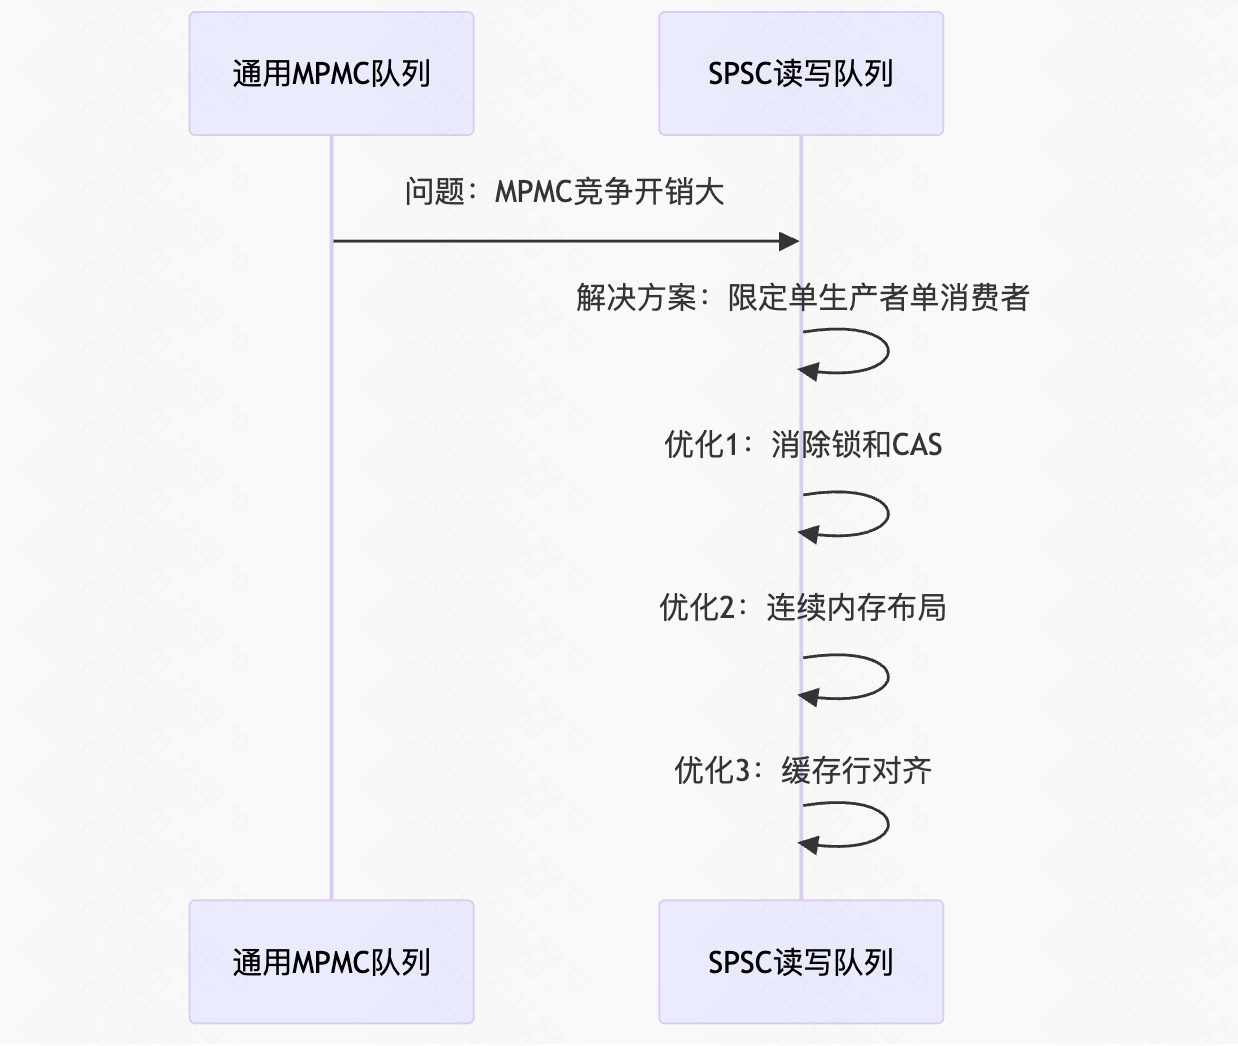 通用MPMC队列
SPSC读写队列
问题：MPMC竞争开销大
解决方案：限定单生产者单消费者
优化1：消除锁和CAS
优化2：连续内存布局
优化3：缓存行对齐
通用MPMC队列
SPSC读写队列